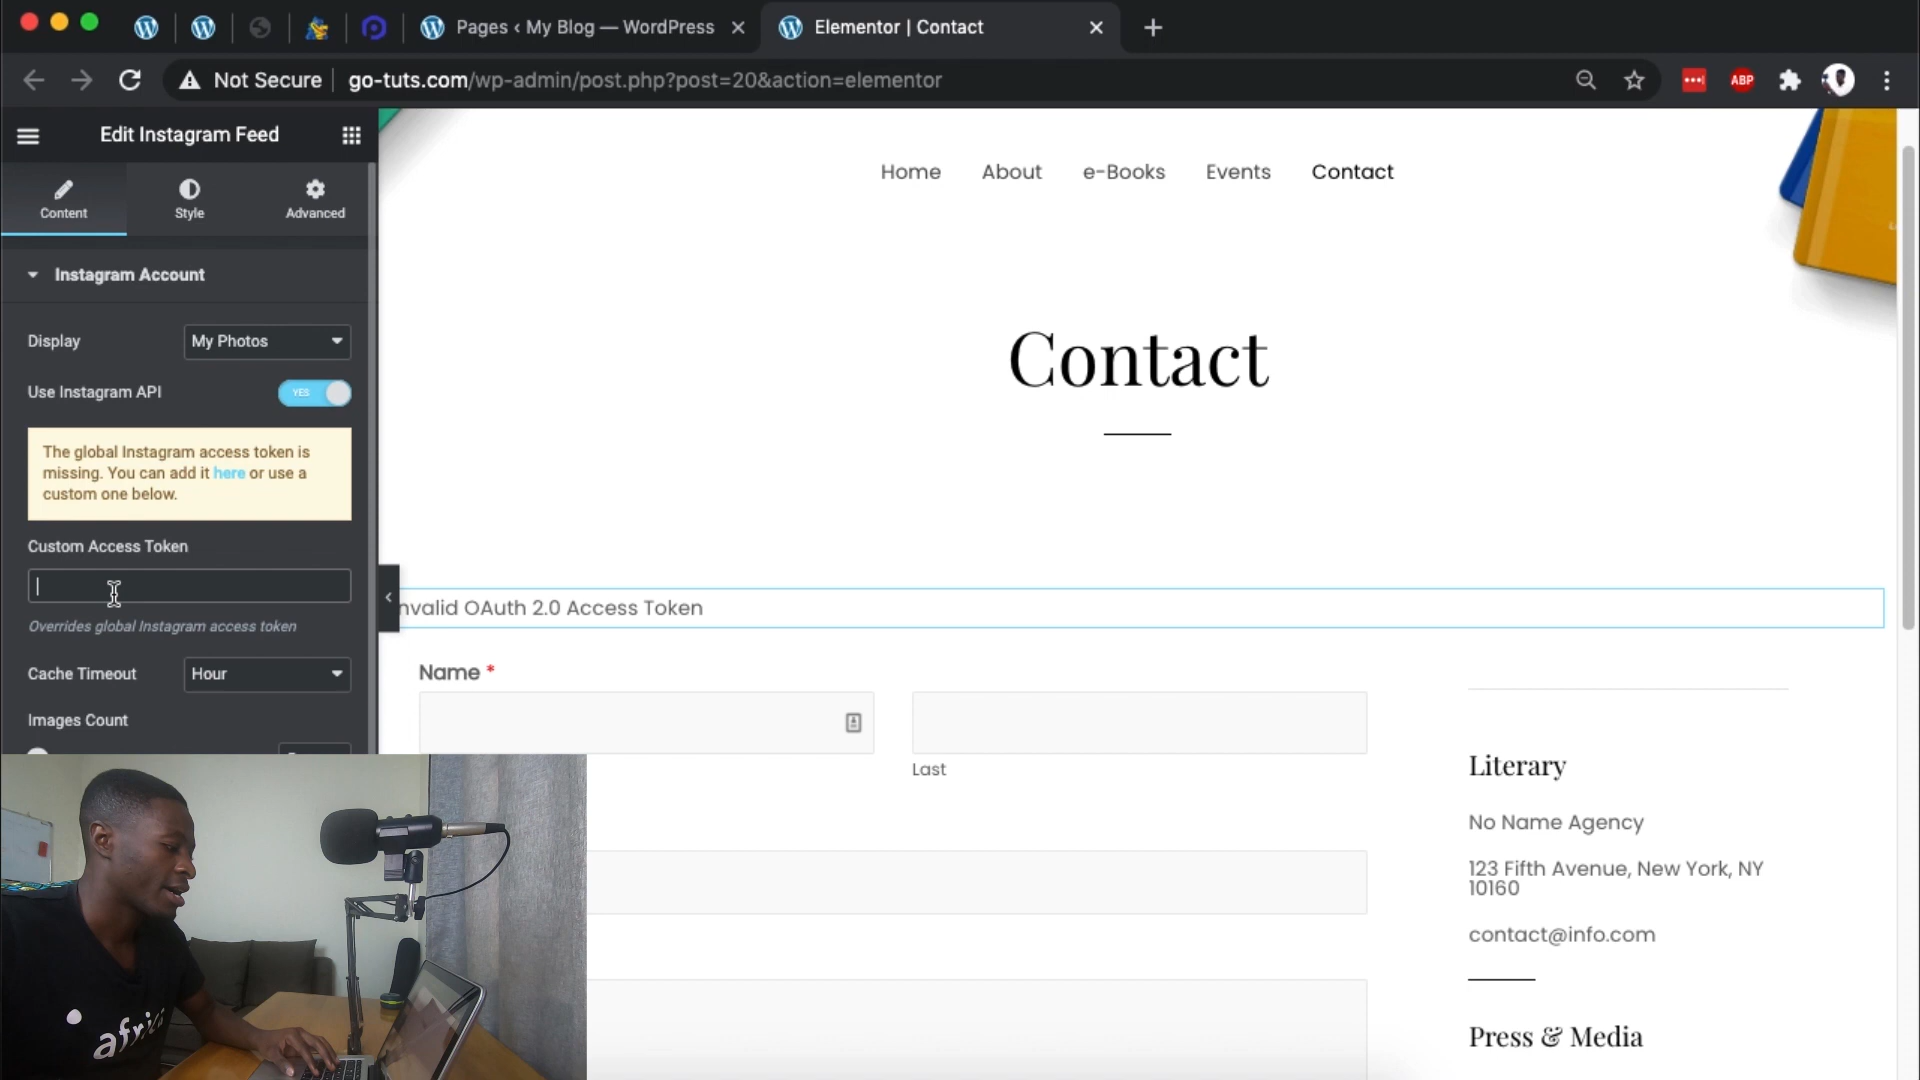 Pages ‹ My Blog — WordPress
Elementor | Contact
Not Secure
go-tuts.com/wp-admin/post.php?post=20&action=elementor
ABP
Edit Instagram Feed
Content
Style
Advanced
Instagram Account
Display
My Photos
Use Instagram API
YES
The global Instagram access token is
missing. You can add it here or use a
custom one below.
Custom Access Token
Overrides global Instagram access token
Cache Timeout
Hour
Images Count
Home
About
e-Books
Events
Contact
Contact
nvalid OAuth 2.0 Access Token
Name *
Last
Literary
No Name Agency
123 Fifth Avenue, New York, NY
10160
contact@info.com
Press & Media